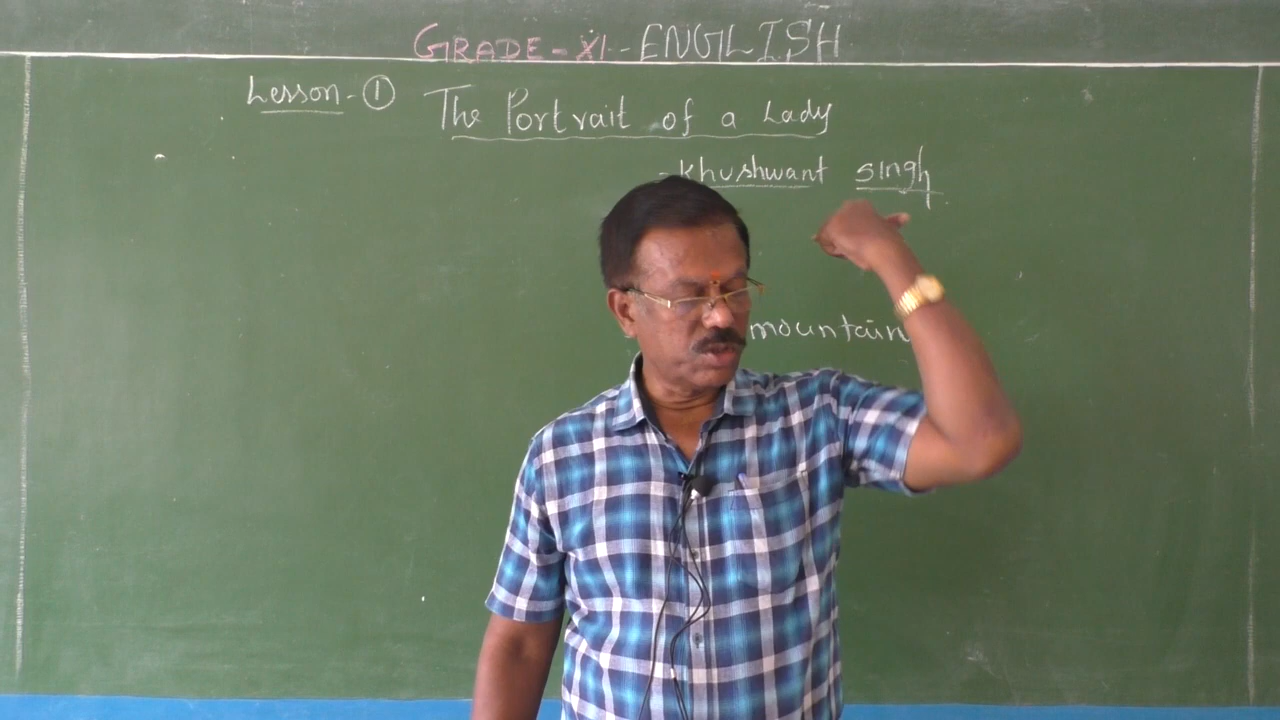 GRADE-XI-ENGLISH
Lesson-① The Portrait of a Lady
-Khushwant Singh
mountain